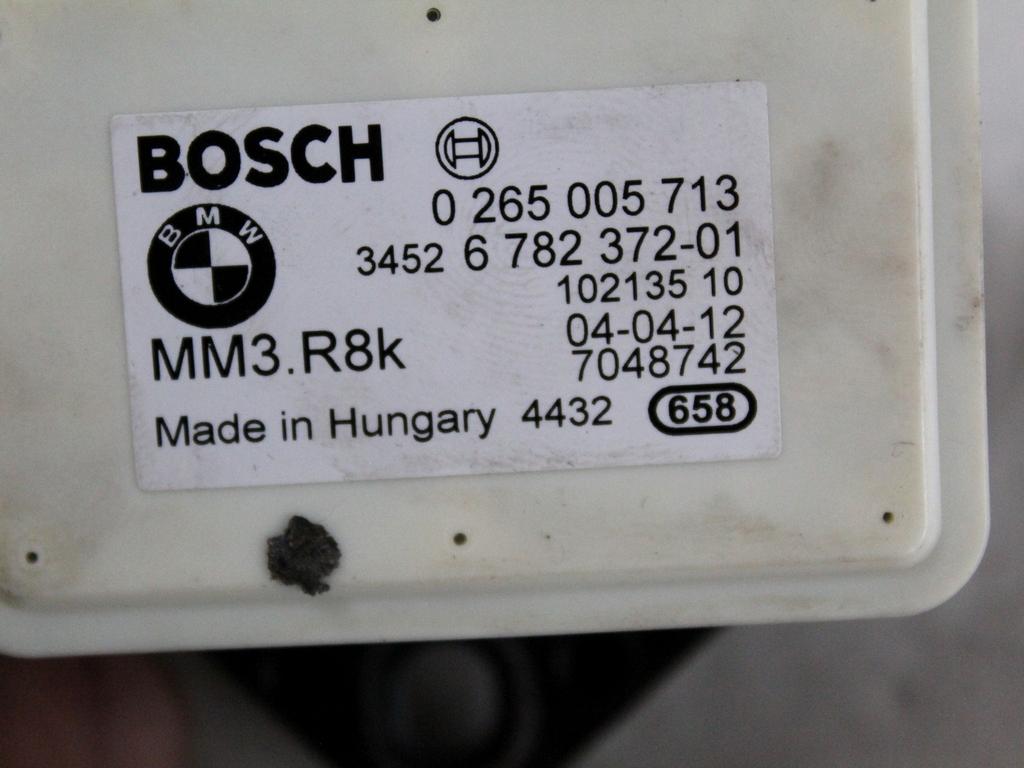 BOSCH
0 265 005 713
BMW
3452 6 782 372-01
102135 10
04-04-12
MM3.R8k
7048742
Made in Hungary 4432 658